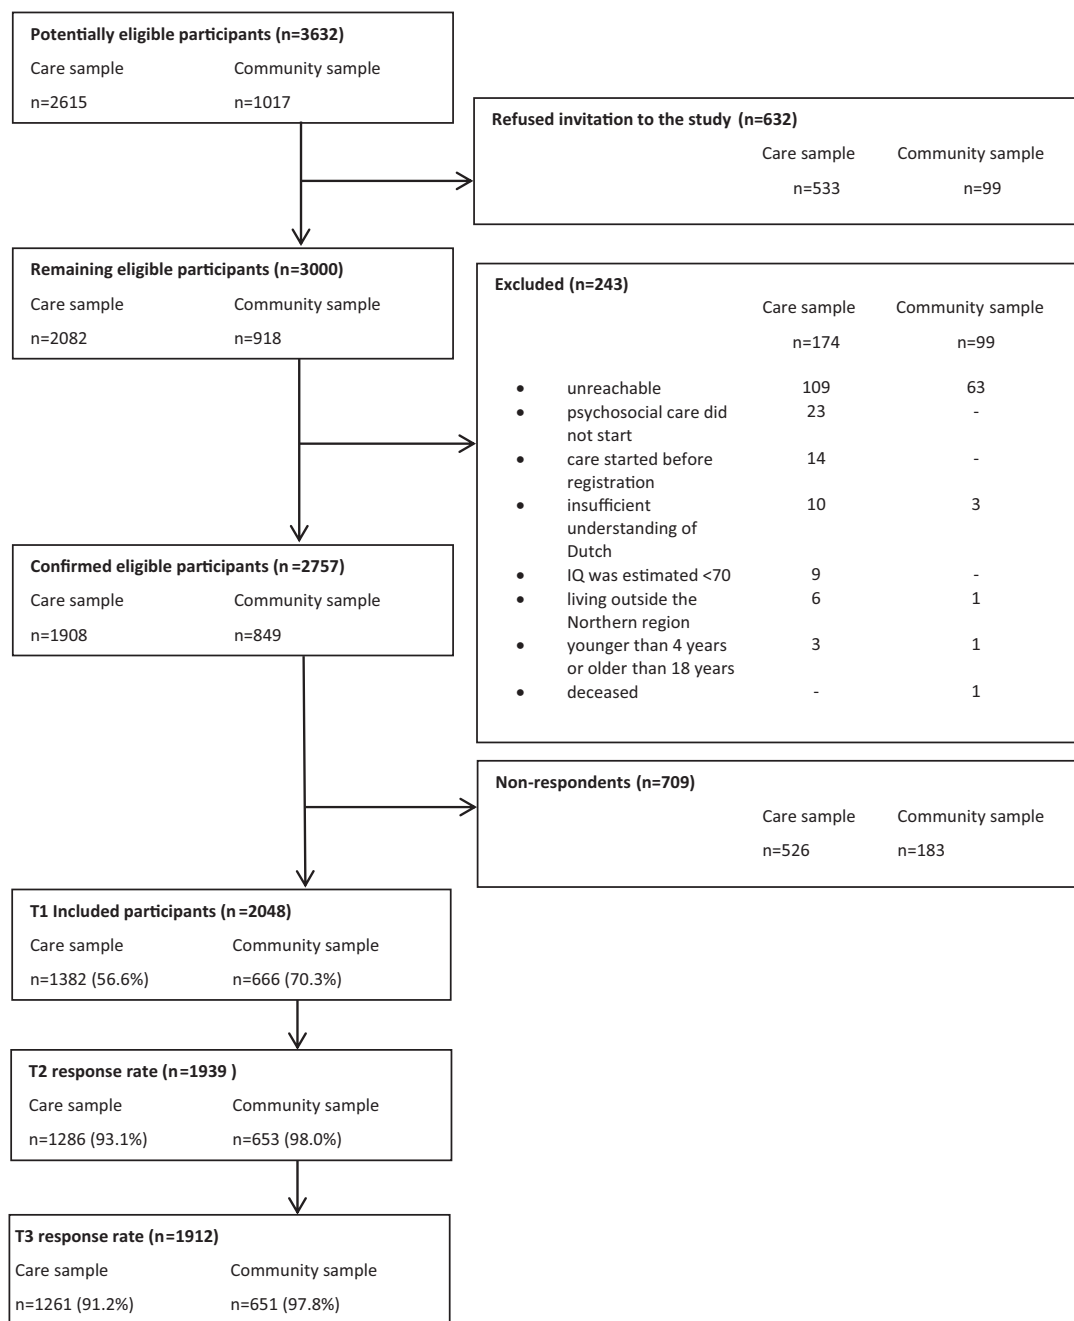 Potentially eligible participants (n=3632)
Care sample Community sample
n=2615 n=1017
Refused invitation to the study (n=632)
Care sample Community sample
n=533 n=99
Remaining eligible participants (n=3000)
Care sample Community sample
n=2082 n=918
Excluded (n=243)
Care sample Community sample
n=174 n=99
• unreachable 109 63
• psychosocial care did 23 -
not start
• care started before 14 -
registration
• insufficient 10 3
understanding of
Dutch
• IQ was estimated <70 9 -
• living outside the 6 1
Northern region
• younger than 4 years 3 1
or older than 18 years
• deceased - 1
Confirmed eligible participants (n=2757)
Care sample Community sample
n=1908 n=849
Non-respondents (n=709)
Care sample Community sample
n=526 n=183
T1 Included participants (n=2048)
Care sample Community sample
n=1382 (56.6%) n=666 (70.3%)
T2 response rate (n=1939 )
Care sample Community sample
n=1286 (93.1%) n=653 (98.0%)
T3 response rate (n=1912)
Care sample Community sample
n=1261 (91.2%) n=651 (97.8%)